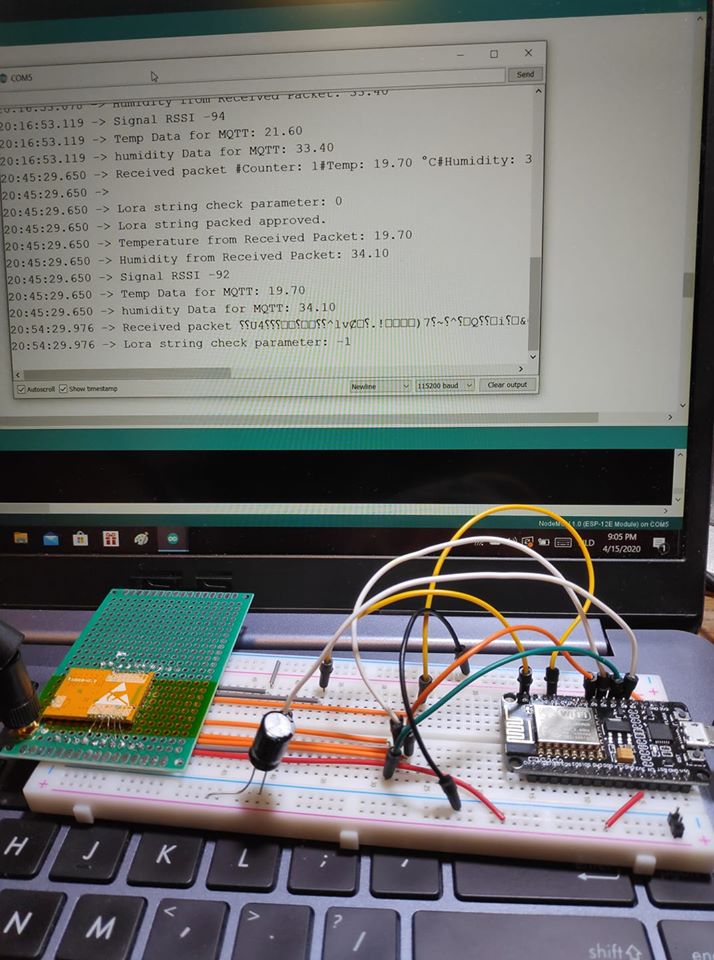 COM5
Send
20:16:53.070 -> Humidity from Received Packet: 33.40
20:16:53.119 -> Signal RSSI -94
20:16:53.119 -> Temp Data for MQTT: 21.60
20:16:53.119 -> humidity Data for MQTT: 33.40
20:45:29.650 -> Received packet #Counter: 1#Temp: 19.70 °C#Humidity: 3
20:45:29.650 ->
20:45:29.650 -> Lora string check parameter: 0
20:45:29.650 -> Lora string packed approved.
20:45:29.650 -> Temperature from Received Packet: 19.70
20:45:29.650 -> Humidity from Received Packet: 34.10
20:45:29.650 -> Signal RSSI -92
20:45:29.650 -> Temp Data for MQTT: 19.70
20:45:29.650 -> humidity Data for MQTT: 34.10
20:54:29.976 -> Received packet
20:54:29.976 -> Lora string check parameter: -1
Autoscroll Show timestamp Newline 115200 baud Clear output
(ESP-12E Module) on COM5
9:05 PM
4/15/2020
H J K L ; '
N M < , > . ? / shift